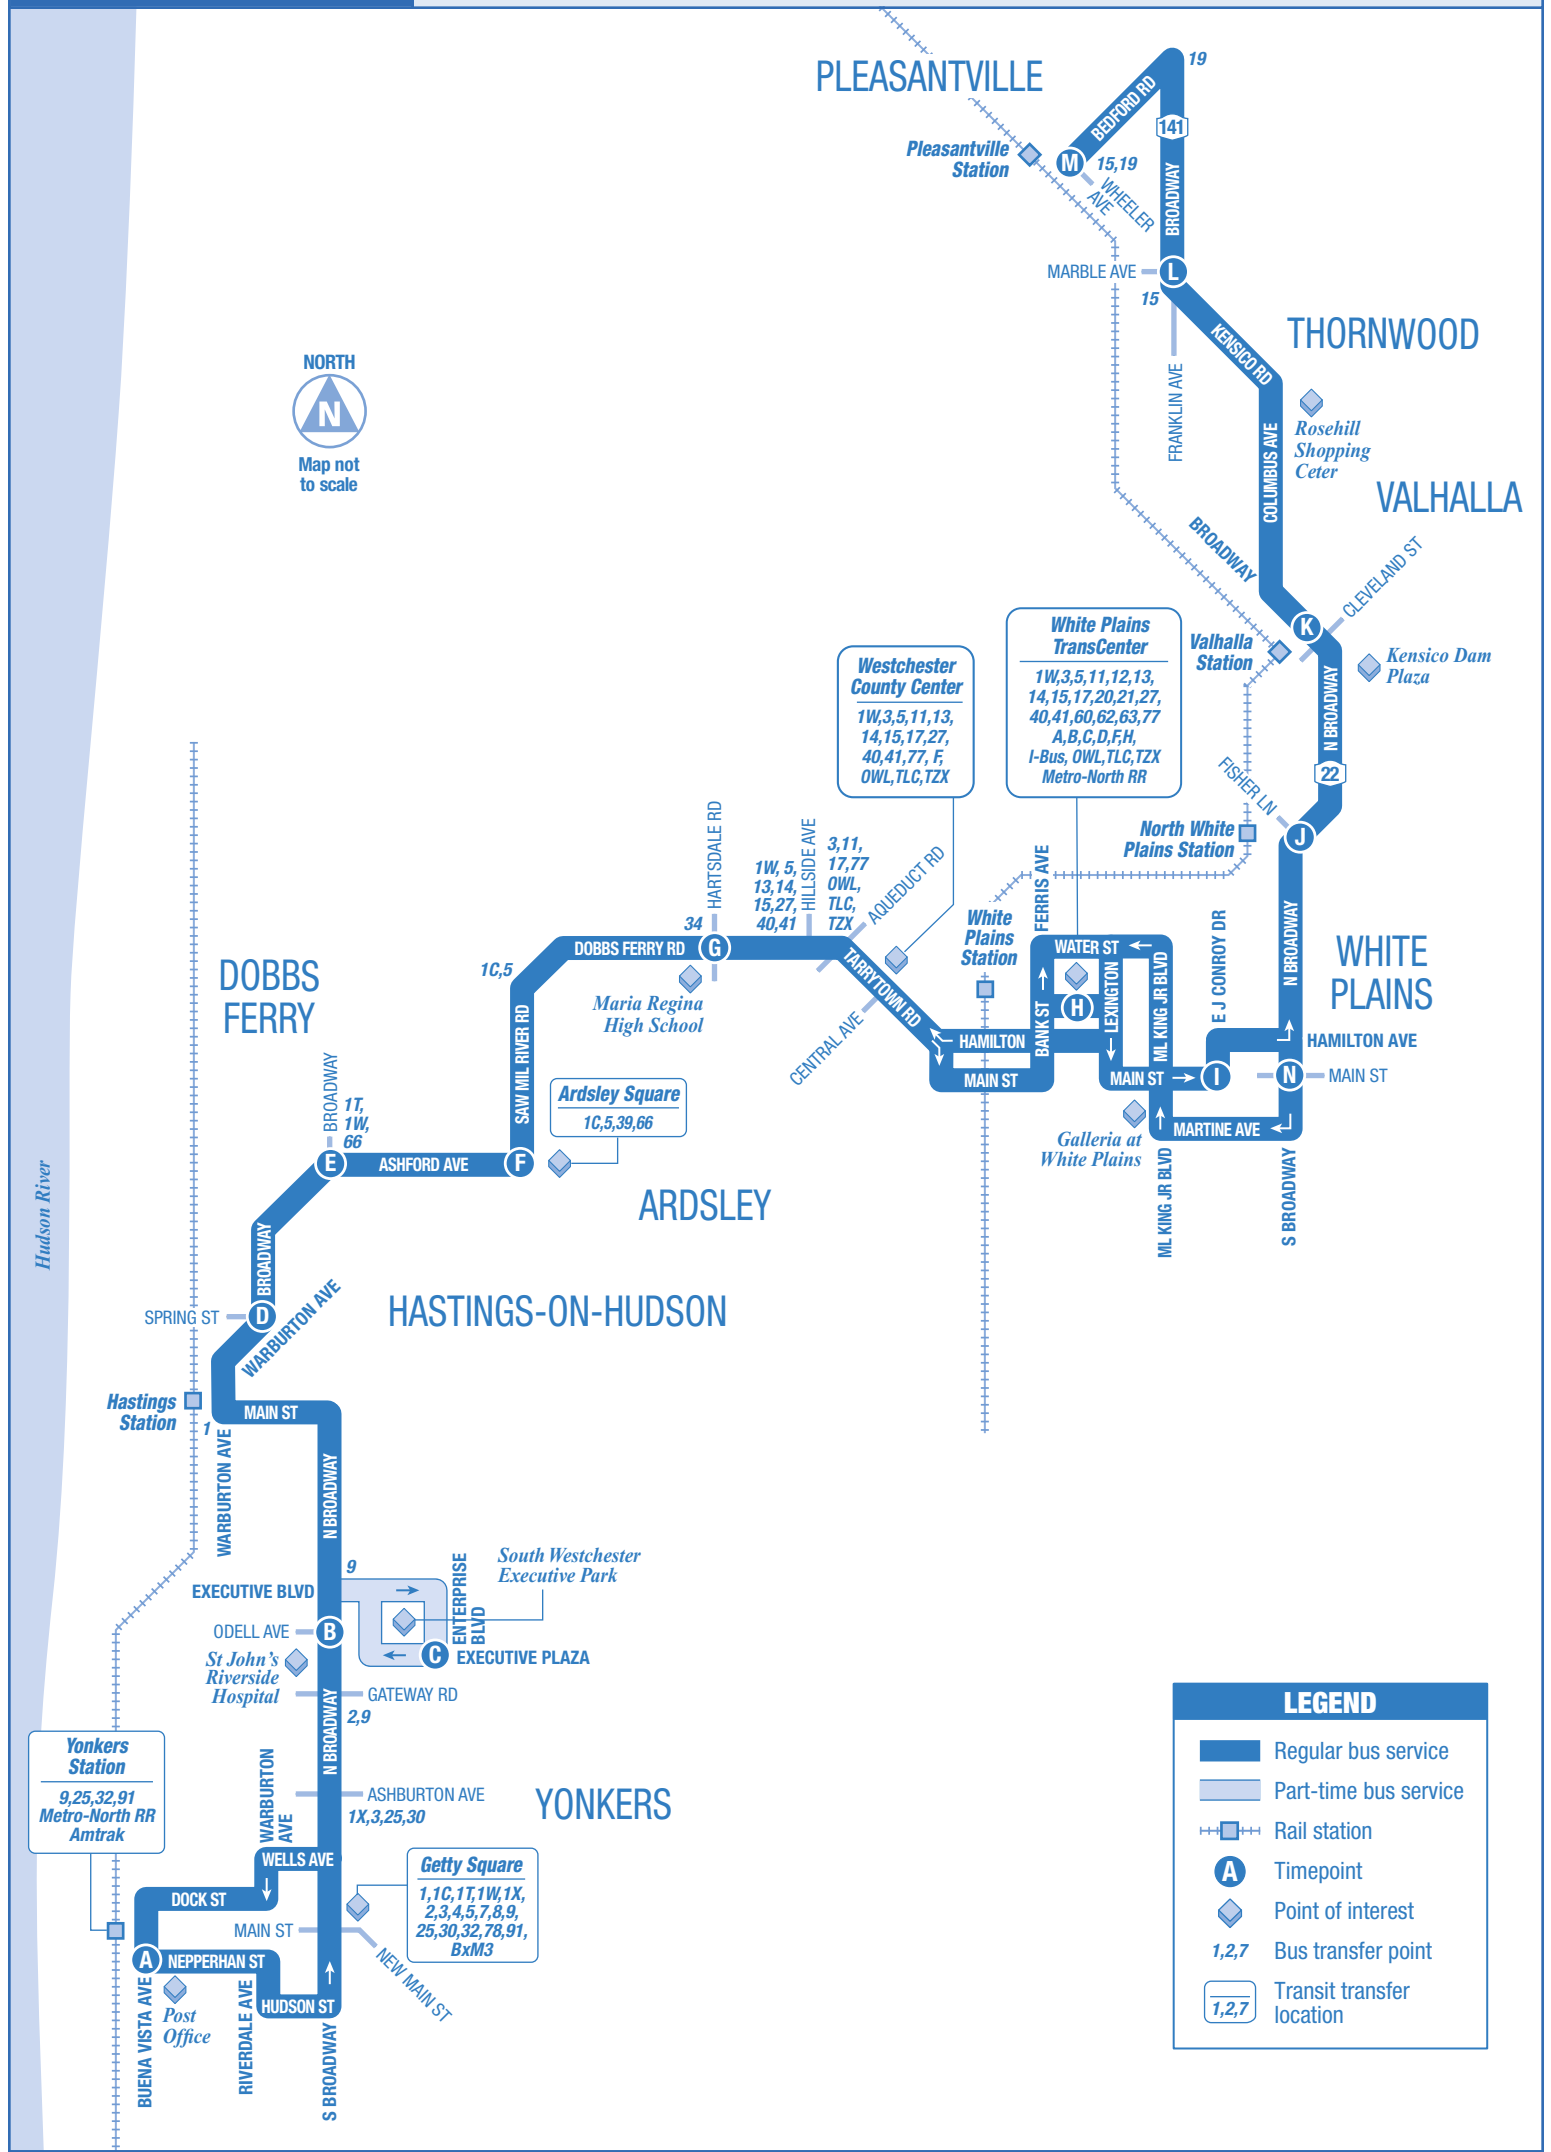 PLEASANTVILLE
19
BEDFORD RD
141
Pleasantville
Station
M
15,19
WHEELER
AVE
BROADWAY
MARBLE AVE
L
15
THORNWOOD
KENSICO RD
FRANKLIN AVE
NORTH
N
Map not
to scale
Rosehill
Shopping
Ceter
COLUMBUS AVE
VALHALLA
BROADWAY
CLEVELAND ST
K
Valhalla
Station
Kensico Dam
Plaza
N BROADWAY
22
FISHER LN
J
North White
Plains Station
White Plains
TransCenter
1W,3,5,11,12,13,
14,15,17,20,21,27,
40,41,60,62,63,77
A,B,C,D,F,H,
I-Bus, OWL,TLC,TZX
Metro-North RR
Westchester
County Center
1W,3,5,11,13,
14,15,17,27,
40,41,77, F,
OWL,TLC,TZX
HARTSDALE RD
34
G
DOBBS FERRY RD
1W, 5,
13,14,
15,27,
40,41
HILLSIDE AVE
3,11,
17,77
OWL,
TLC,
TZX
AQUEDUCT RD
TARRYTOWN RD
CENTRAL AVE
Maria Regina
High School
White
Plains
Station
FERRIS AVE
WATER ST
H
BANK ST
LEXINGTON
ML KING JR BLVD
E J CONROY DR
N BROADWAY
WHITE
PLAINS
HAMILTON
HAMILTON AVE
MAIN ST
MAIN ST
I
N
MAIN ST
MARTINE AVE
Galleria at
White Plains
ML KING JR BLVD
S BROADWAY
DOBBS
FERRY
1C,5
SAW MIL RIVER RD
BROADWAY
1T,
1W,
66
E
ASHFORD AVE
F
Ardsley Square
1C,5,39,66
ARDSLEY
Hudson River
BROADWAY
SPRING ST
D
WARBURTON AVE
HASTINGS-ON-HUDSON
Hastings
Station
1
MAIN ST
WARBURTON AVE
N BROADWAY
9
EXECUTIVE BLVD
ENTERPRISE
BLVD
South Westchester
Executive Park
ODELL AVE
B
C
EXECUTIVE PLAZA
St John's
Riverside
Hospital
GATEWAY RD
2,9
N BROADWAY
Yonkers
Station
9,25,32,91
Metro-North RR
Amtrak
WARBURTON
AVE
ASHBURTON AVE
1X,3,25,30
YONKERS
WELLS AVE
DOCK ST
MAIN ST
Getty Square
1,1C,1T,1W,1X,
2,3,4,5,7,8,9,
25,30,32,78,91,
BxM3
NEW MAIN ST
A
NEPPERHAN ST
Post
Office
HUDSON ST
BUENA VISTA AVE
RIVERDALE AVE
S BROADWAY
LEGEND
Regular bus service
Part-time bus service
Rail station
A
Timepoint
Point of interest
1,2,7
Bus transfer point
1,2,7
Transit transfer
location